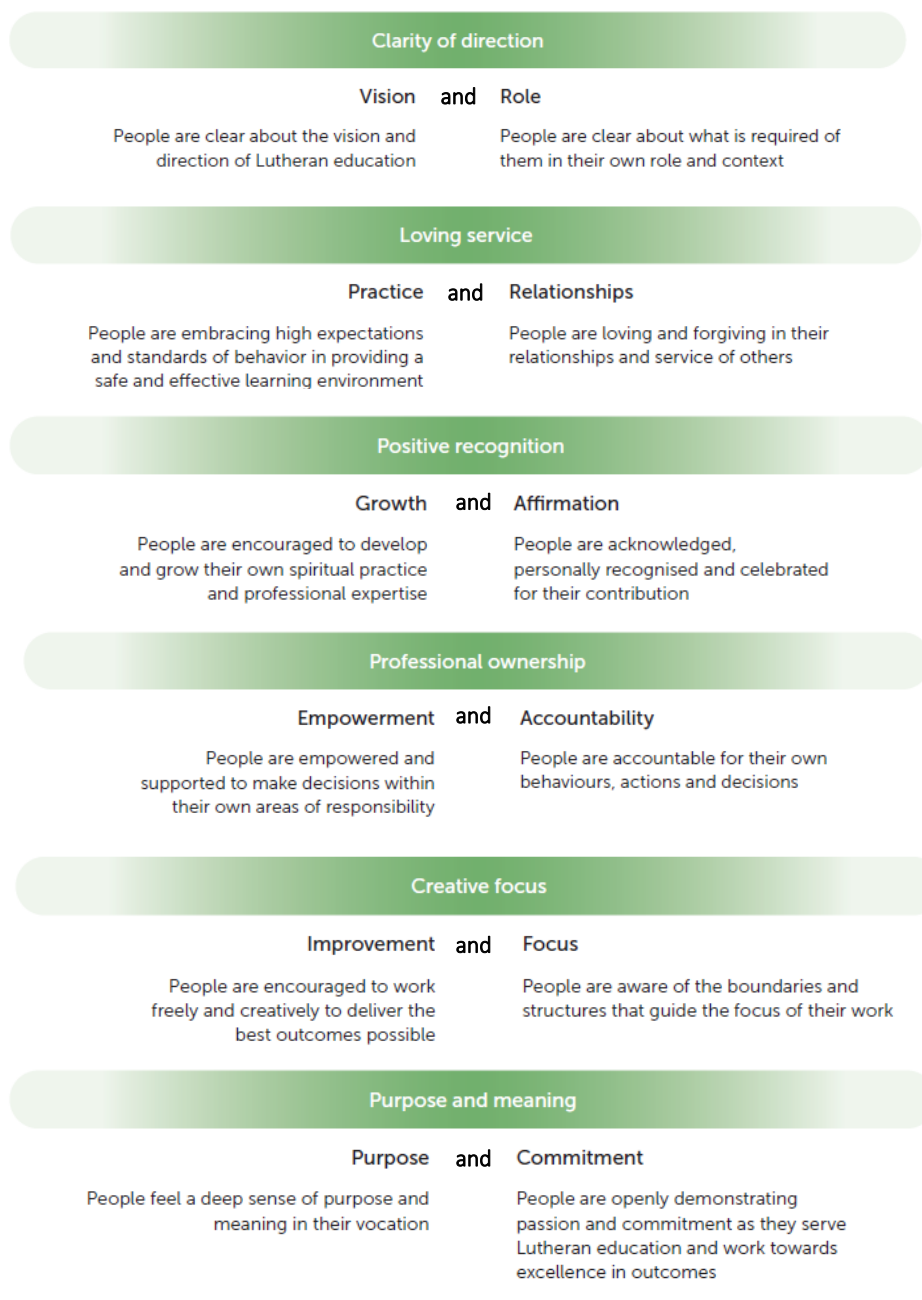 Clarity of direction
Vision and Role
People are clear about the vision and
direction of Lutheran education
People are clear about what is required of
them in their own role and context
Loving service
Practice and Relationships
People are embracing high expectations
and standards of behavior in providing a
safe and effective learning environment
People are loving and forgiving in their
relationships and service of others
Positive recognition
Growth and Affirmation
People are encouraged to develop
and grow their own spiritual practice
and professional expertise
People are acknowledged,
personally recognised and celebrated
for their contribution
Professional ownership
Empowerment and Accountability
People are empowered and
supported to make decisions within
their own areas of responsibility
People are accountable for their own
behaviours, actions and decisions
Creative focus
Improvement and Focus
People are encouraged to work
freely and creatively to deliver the
best outcomes possible
People are aware of the boundaries and
structures that guide the focus of their work
Purpose and meaning
Purpose and Commitment
People feel a deep sense of purpose and
meaning in their vocation
People are openly demonstrating
passion and commitment as they serve
Lutheran education and work towards
excellence in outcomes